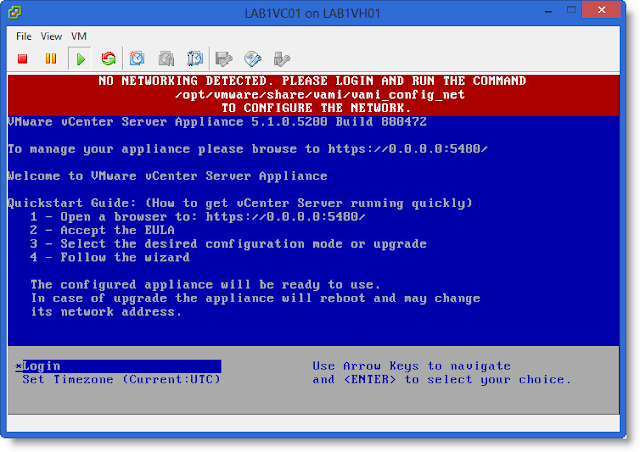 LAB1VC01 on LAB1VH01
File View VM
NO NETWORKING DETECTED. PLEASE LOGIN AND RUN THE COMMAND
/opt/vmware/share/vami/vami_config_net
TO CONFIGURE THE NETWORK.
VMware vCenter Server Appliance 5.1.0.5200 Build 880472
To manage your appliance please browse to https://0.0.0.0:5480/
Welcome to VMware vCenter Server Appliance
Quickstart Guide: (How to get vCenter Server running quickly)
1 - Open a browser to: https://0.0.0.0:5480/
2 - Accept the EULA
3 - Select the desired configuration mode or upgrade
4 - Follow the wizard
The configured appliance will be ready to use.
In case of upgrade the appliance will reboot and may change
its network address.
*Login
Set Timezone (Current:UTC)
Use Arrow Keys to navigate
and <ENTER> to select your choice.